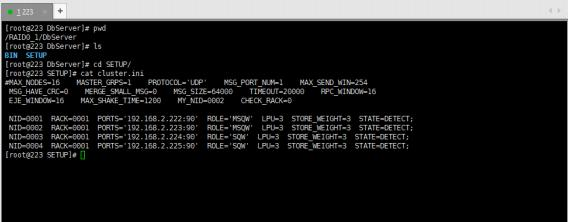 1 223
+
[root@223 DbServer]# pwd
/RAID0_1/DbServer
[root@223 DbServer]# ls
BIN SETUP
[root@223 DbServer]# cd SETUP/
[root@223 SETUP]# cat cluster.ini
#MAX_NODES=16 MASTER_GRPS=1 PROTOCOL='UDP' MSG_PORT_NUM=1 MAX_SEND_WIN=254
MSG_HAVE_CRC=0 MERGE_SMALL_MSG=0 MSG_SIZE=64000 TIMEOUT=20000 RPC_WINDOW=16
EJE_WINDOW=16 MAX_SHAKE_TIME=1200 MY_NID=0002 CHECK_RACK=0
NID=0001 RACK=0001 PORTS='192.168.2.222:90' ROLE='MSQW' LPU=3 STORE_WEIGHT=3 STATE=DETECT;
NID=0002 RACK=0001 PORTS='192.168.2.223:90' ROLE='MSQW' LPU=3 STORE_WEIGHT=3 STATE=DETECT;
NID=0003 RACK=0001 PORTS='192.168.2.224:90' ROLE='SQW' LPU=3 STORE_WEIGHT=3 STATE=DETECT;
NID=0004 RACK=0001 PORTS='192.168.2.225:90' ROLE='SQW' LPU=3 STORE_WEIGHT=3 STATE=DETECT;
[root@223 SETUP]#